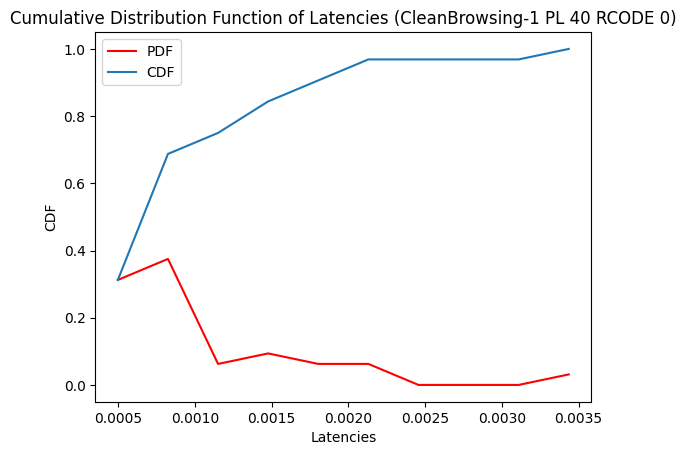 Cumulative Distribution Function of Latencies (CleanBrowsing-1 PL 40 RCODE 0)
PDF
CDF
1.0
0.8
0.6
0.4
0.2
0.0
CDF
0.0005 0.0010 0.0015 0.0020 0.0025 0.0030 0.0035
Latencies